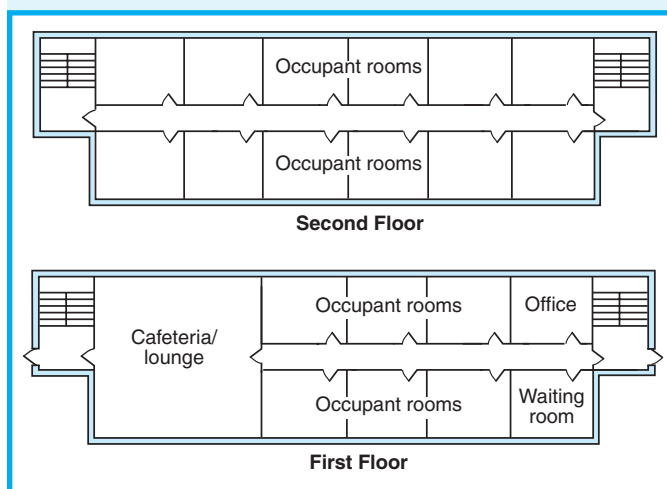 Occupant rooms
Occupant rooms
Second Floor
Occupant rooms
Office
Cafeteria/
lounge
Occupant rooms
Waiting
room
First Floor